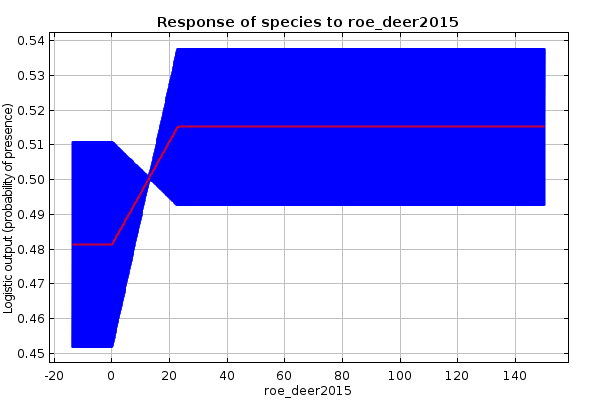 Response of species to roe_deer2015
Logistic output (probability of presence)
0.54
0.53
0.52
0.51
0.50
0.49
0.48
0.47
0.46
0.45
-20 0 20 40 60 80 100 120 140
roe_deer2015